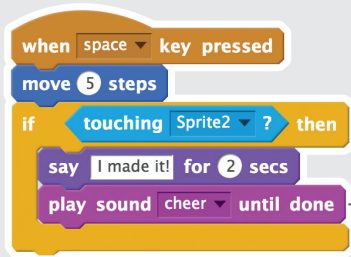 when space key pressed
move 5 steps
if touching Sprite2 ? then
say I made it! for 2 secs
play sound cheer until done